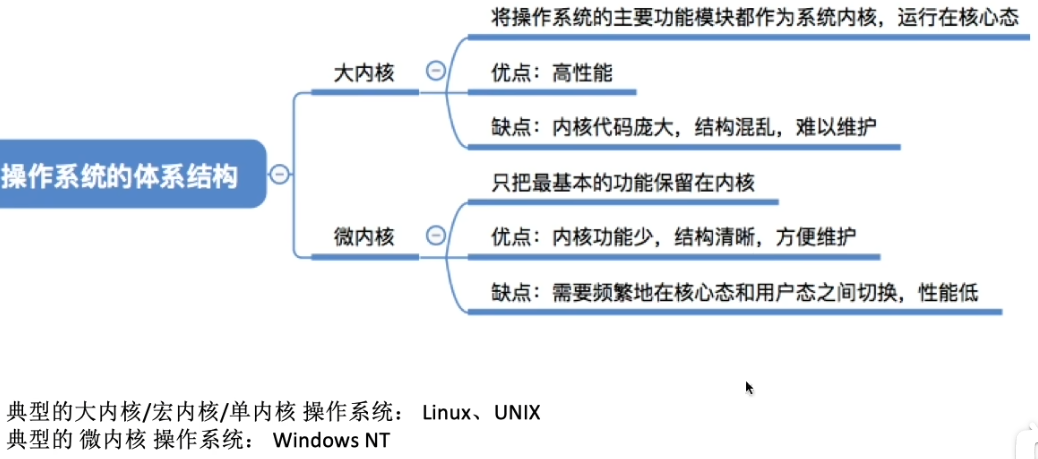 将操作系统的主要功能模块都作为系统内核，运行在核心态
大内核
优点：高性能
缺点：内核代码庞大，结构混乱，难以维护
操作系统的体系结构
只把最基本的功能保留在内核
微内核
优点：内核功能少，结构清晰，方便维护
缺点：需要频繁地在核心态和用户态之间切换，性能低
典型的大内核/宏内核/单内核 操作系统： Linux、UNIX
典型的 微内核 操作系统： Windows NT